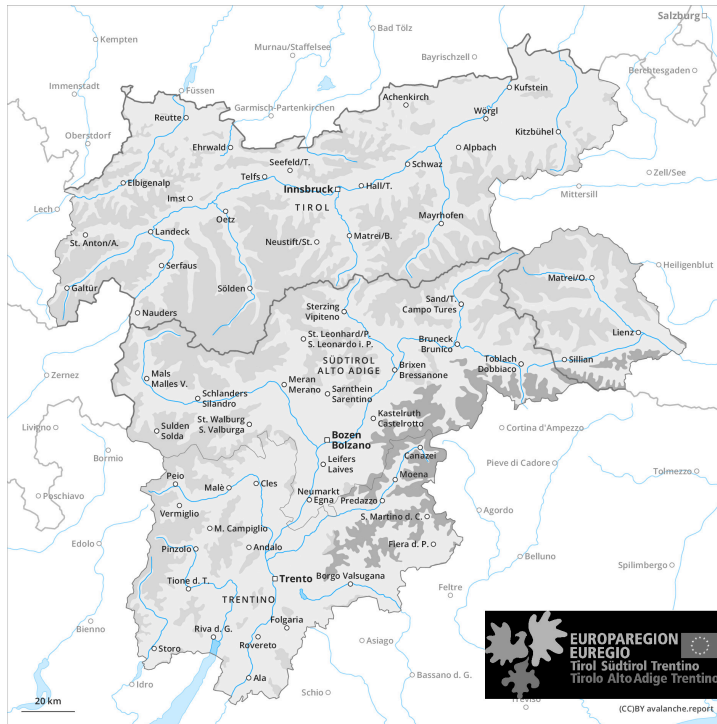 Salzburg
Kempten
Bad Tölz
Murnau/Staffelsee
Bayrischzell
Berchtesgaden
Immenstadt
Füssen
Achenkirch
Kufstein
Garmisch-Partenkirchen
Reutte
Wörgl
Oberstdorf
Kitzbühel
Ehrwald
Alpbach
Seefeld/T.
Schwaz
Telfs
Zell/See
Elbigenalp
Innsbruck
Hall/T.
Mittersill
Imst
TIROL
Lech
Oetz
Mayrhofen
Landeck
Matrei/B.
St. Anton/A.
Neustift/St.
Serfaus
Heiligenblut
Matrei/O.
Galtür
Sölden
Sand/T.
Campo Tures
Nauders
Sterzing
Vipiteno
Lienz
St. Leonhard/P.
S. Leonardo i. P.
Bruneck
Brunico
SÜDTIROL
ALTO ADIGE
Toblach
Dobbiaco
Sillian
Brixen
Bressanone
Zernez
Mals
Malles V.
Meran
Merano
Sarnthein
Sarentino
Schlanders
Silandro
Kastelruth
Castelrotto
St. Walburg
S. Valburga
Livigno
Sulden
Solda
Bozen
Bolzano
Cortina d'Ampezzo
Bormio
Canazei
Leifers
Laives
Pieve di Cadore
Tolmezzo
Peio
Moena
Malè
Cles
Poschiavo
Neumarkt
Egna
Predazzo
Vermiglio
Agordo
S. Martino d. C.
M. Campiglio
Edolo
Fiera d. P.
Pinzolo
Andalo
Belluno
Spilimbergo
Tione d. T.
Trento
Borgo Valsugana
Feltre
TRENTINO
Folgaria
Bienno
Riva d. G.
Rovereto
Asiago
Storo
EUROPAREGION
EUREGIO
Tirol Südtirol Trentino
Tirolo Alto Adige Trentino
Ala
Bassano d. G.
Idro
Schio
20 km
Treviso
(CC)BY avalanche.report